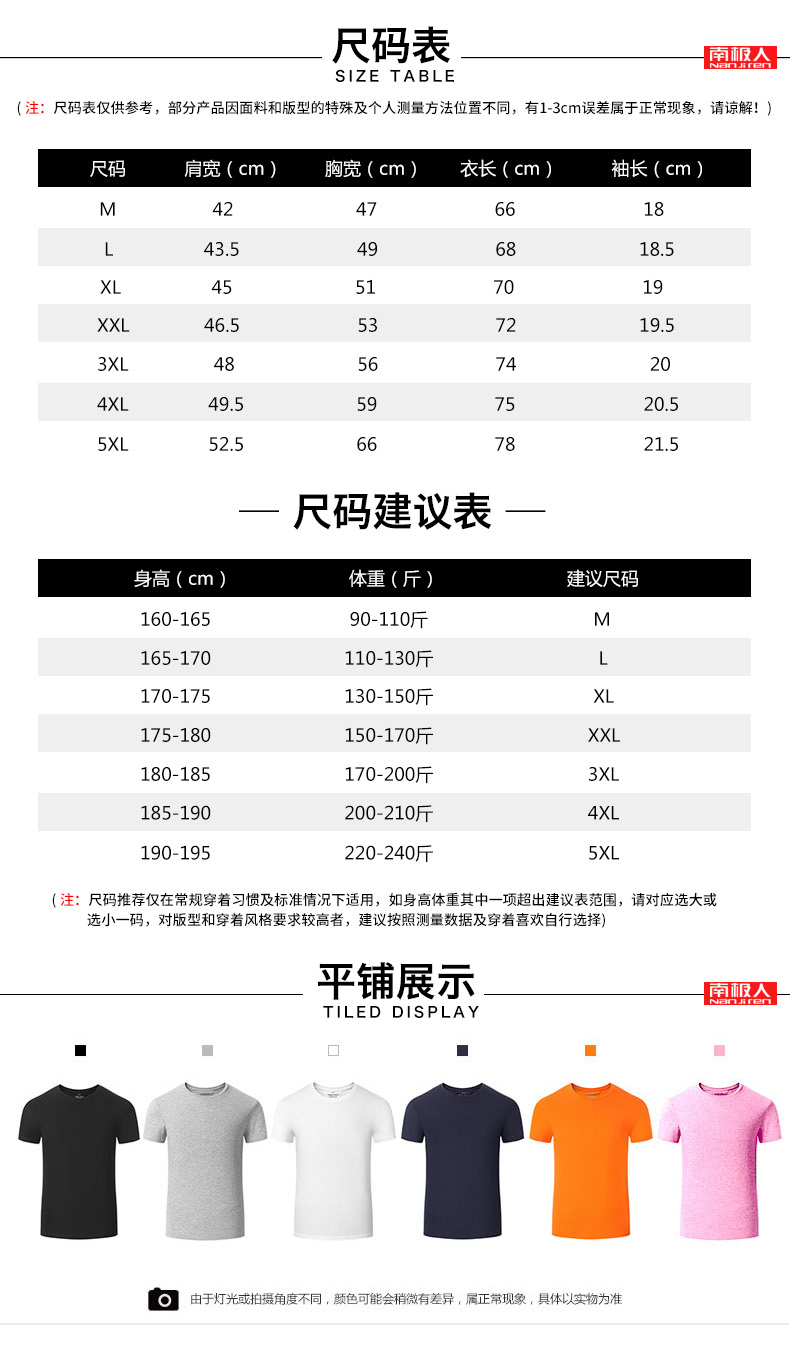 尺码表
SIZE TABLE
南极人
Nanjiren
(注：尺码表仅供参考，部分产品因面料和版型的特殊及个人测量方法位置不同，有1-3cm误差属于正常现象，请谅解！)
尺码 肩宽（cm） 胸宽（cm） 衣长（cm） 袖长（cm）
M 42 47 66 18
L 43.5 49 68 18.5
XL 45 51 70 19
XXL 46.5 53 72 19.5
3XL 48 56 74 20
4XL 49.5 59 75 20.5
5XL 52.5 66 78 21.5
尺码建议表
身高（cm） 体重（斤） 建议尺码
160-165 90-110斤 M
165-170 110-130斤 L
170-175 130-150斤 XL
175-180 150-170斤 XXL
180-185 170-200斤 3XL
185-190 200-210斤 4XL
190-195 220-240斤 5XL
(注：尺码推荐仅在常规穿着习惯及标准情况下适用，如身高体重其中一项超出建议表范围，请对应选大或
选小一码，对版型和穿着风格要求较高者，建议按照测量数据及穿着喜欢自行选择)
平铺展示
TILED DISPLAY
南极人
Nanjiren
由于灯光或拍摄角度不同，颜色可能会稍微有差异，属正常现象，具体以实物为准